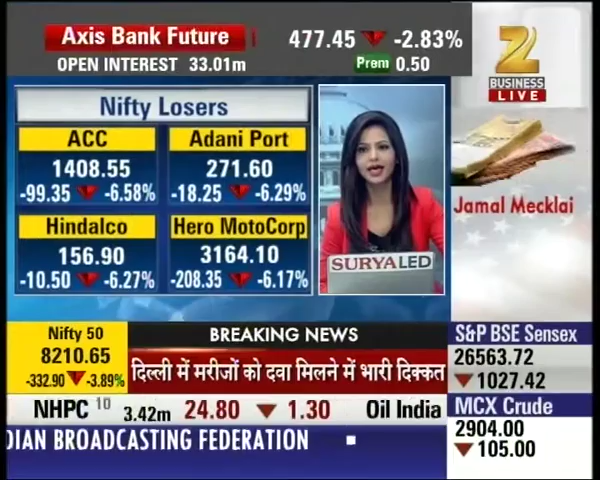 Axis Bank Future
477.45 -2.83%
OPEN INTEREST 33.01m
Prem 0.50
Z
BUSINESS
LIVE
Nifty Losers
ACC
1408.55
-99.35 -6.58%
Adani Port
271.60
-18.25 -6.29%
Hindalco
156.90
-10.50 -6.27%
Hero MotoCorp
3164.10
-208.35 -6.17%
SURYA LED
Jamal Mecklai
Nifty 50
8210.65
-332.90 -3.89%
BREAKING NEWS
दिल्ली में मरीजों को दवा मिलने में भारी दिक्कत
S&P BSE Sensex
26563.72
1027.42
NHPC 10 3.42m 24.80 1.30 Oil India
MCX Crude
2904.00
105.00
DIAN BROADCASTING FEDERATION